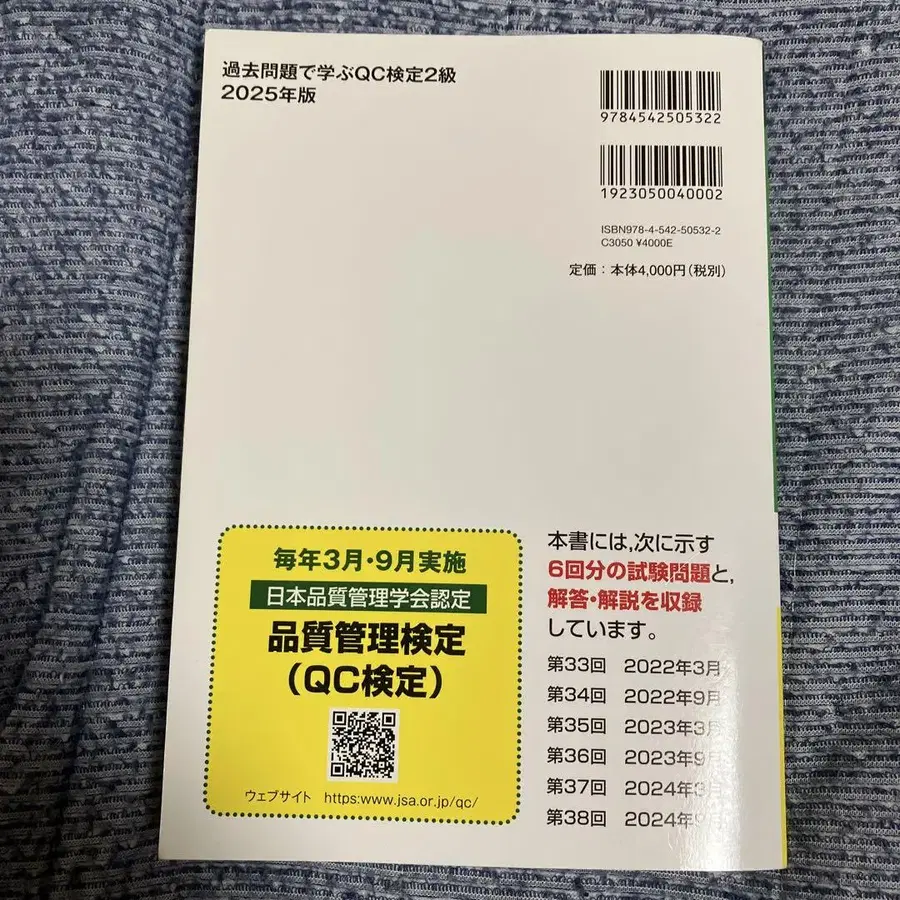 過去問題で学ぶQC検定2級
2025年版
9784542505322
1923050040002
ISBN978-4-542-50532-2
C3050 ¥4000E
定価：本体4,000円（税別）
毎年3月・9月実施
日本品質管理学会認定
品質管理検定
（QC検定）
ウェブサイト https:www.jsa.or.jp/qc/
本書には,次に示す
6回分の試験問題と,
解答・解説を収録
しています。
第33回 2022年3月
第34回 2022年9月
第35回 2023年3月
第36回 2023年9月
第37回 2024年3月
第38回 2024年9月